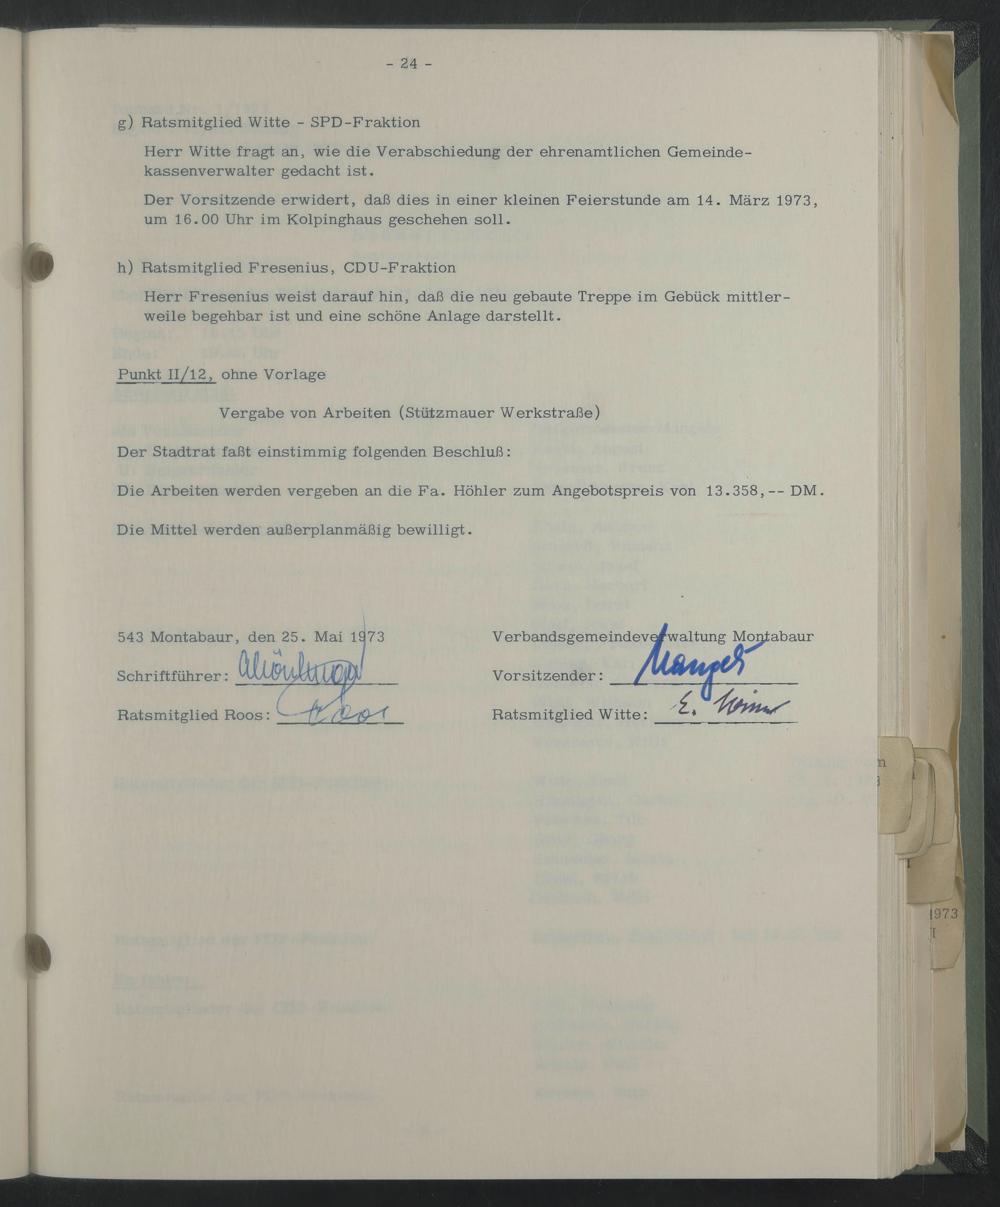 - 24 -
g) Ratsmitglied Witte - SPD-Fraktion
Herr Witte fragt an, wie die Verabschiedung der ehrenamtlichen Gemeinde-
kassenverwalter gedacht ist.
Der Vorsitzende erwidert, daß dies in einer kleinen Feierstunde am 14. März 1973,
um 16.00 Uhr im Kolpinghaus geschehen soll.
h) Ratsmitglied Fresenius, CDU-Fraktion
Herr Fresenius weist darauf hin, daß die neu gebaute Treppe im Gebück mittler-
weile begehbar ist und eine schöne Anlage darstellt.
Punkt II/12, ohne Vorlage
Vergabe von Arbeiten (Stützmauer Werkstraße)
Der Stadtrat faßt einstimmig folgenden Beschluß:
Die Arbeiten werden vergeben an die Fa. Höhler zum Angebotspreis von 13.358,-- DM.
Die Mittel werden außerplanmäßig bewilligt.
543 Montabaur, den 25. Mai 1973
Verbandsgemeindeverwaltung Montabaur
Schriftführer:
Vorsitzender: Mangels
Ratsmitglied Roos: Roos
Ratsmitglied Witte: E.
1973